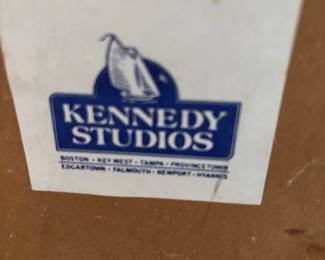 KENNEDY
STUDIOS
BOSTON • KEY WEST • TAMPA • PROVINCETOWN
EDGARTOWN • FALMOUTH • NEWPORT • HYANNIS